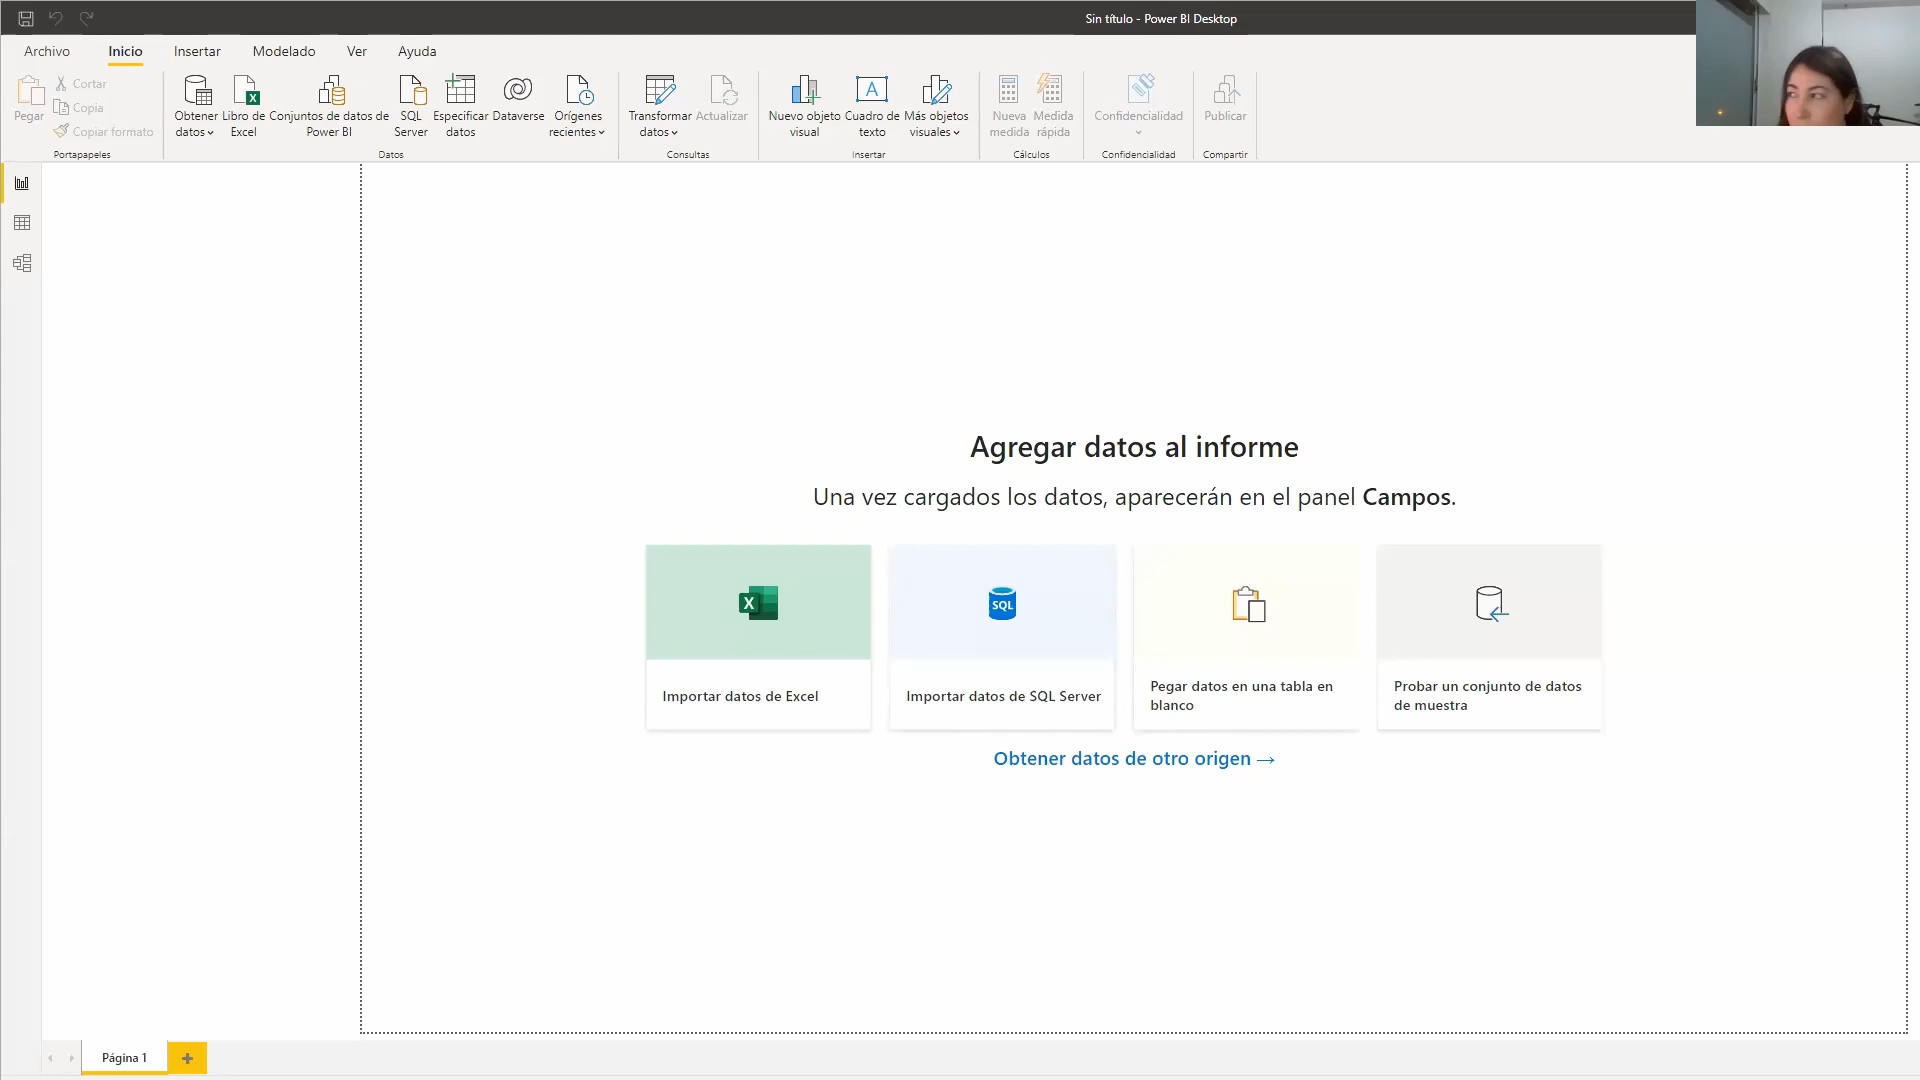 Sin título - Power BI Desktop
Archivo Inicio Insertar Modelado Ver Ayuda
Pegar
Cortar
Copia
Copiar formato
Portapapeles
Obtener datos
Libro de Excel
Conjuntos de datos de Power BI
SQL Server
Especificar datos
Dataverse
Orígenes recientes
Datos
Transformar datos
Actualizar
Consultas
Nuevo objeto visual
A
Cuadro de texto
Más objetos visuales
Insertar
Nueva medida
Medida rápida
Cálculos
Confidencialidad
Confidencialidad
Publicar
Compartir
Agregar datos al informe
Una vez cargados los datos, aparecerán en el panel Campos.
X
SQL
Importar datos de Excel
Importar datos de SQL Server
Pegar datos en una tabla en
blanco
Probar un conjunto de datos
de muestra
Obtener datos de otro origen →
Página 1